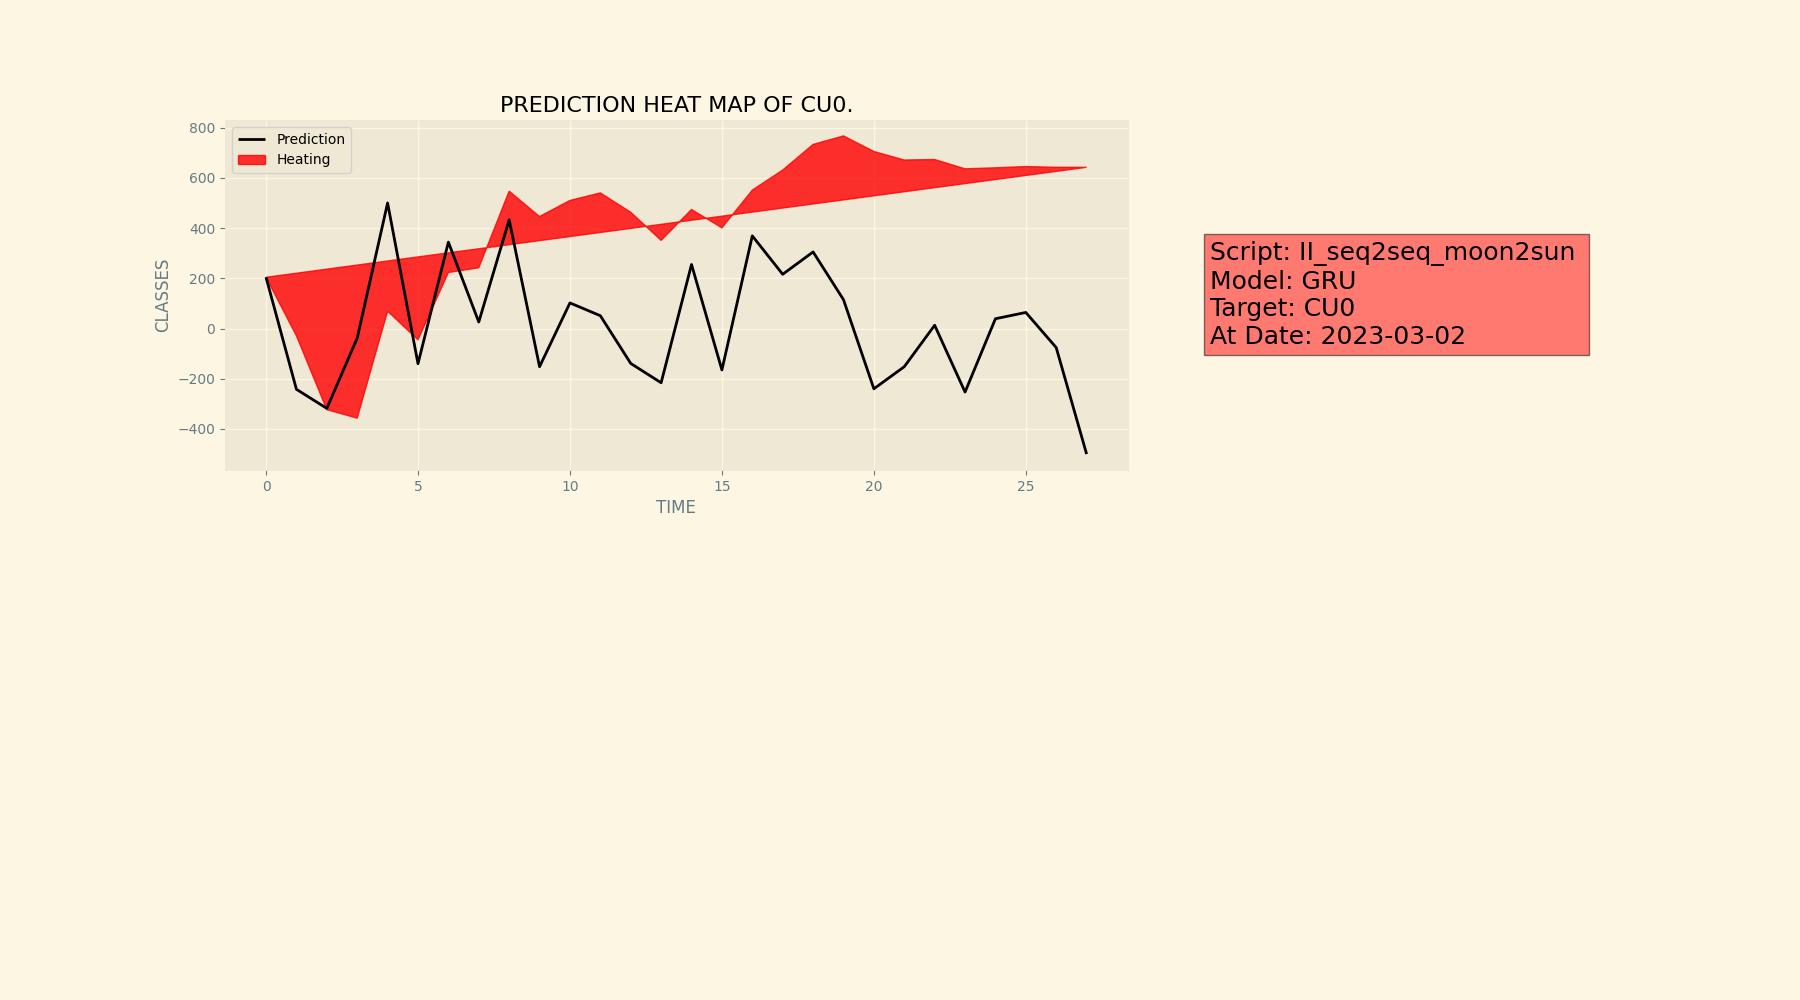 PREDICTION HEAT MAP OF CU0.
Prediction
Heating
CLASSES
800
600
400
200
0
−200
−400
0 5 10 15 20 25
TIME
Script: II_seq2seq_moon2sun
Model: GRU
Target: CU0
At Date: 2023-03-02